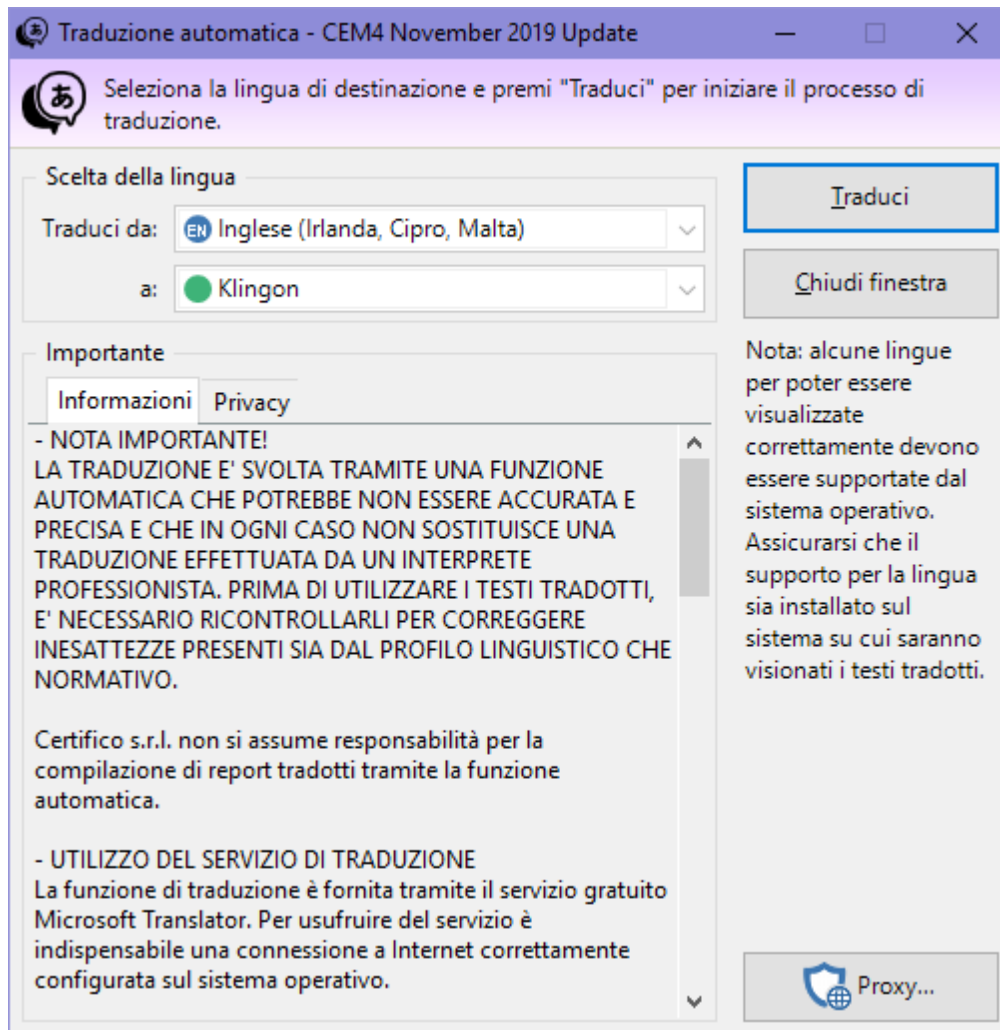 Traduzione automatica - CEM4 November 2019 Update
Seleziona la lingua di destinazione e premi "Traduci" per iniziare il processo di
traduzione.
Scelta della lingua
Traduci da:
EN
Inglese (Irlanda, Cipro, Malta)
a:
Klingon
Traduci
Chiudi finestra
Importante
Informazioni
Privacy
- NOTA IMPORTANTE!
LA TRADUZIONE E' SVOLTA TRAMITE UNA FUNZIONE
AUTOMATICA CHE POTREBBE NON ESSERE ACCURATA E
PRECISA E CHE IN OGNI CASO NON SOSTITUISCE UNA
TRADUZIONE EFFETTUATA DA UN INTERPRETE
PROFESSIONISTA. PRIMA DI UTILIZZARE I TESTI TRADOTTI,
E' NECESSARIO RICONTROLLARLI PER CORREGGERE
INESATTEZZE PRESENTI SIA DAL PROFILO LINGUISTICO CHE
NORMATIVO.
Certifico s.r.l. non si assume responsabilità per la
compilazione di report tradotti tramite la funzione
automatica.
- UTILIZZO DEL SERVIZIO DI TRADUZIONE
La funzione di traduzione è fornita tramite il servizio gratuito
Microsoft Translator. Per usufruire del servizio è
indispensabile una connessione a Internet correttamente
configurata sul sistema operativo.
Nota: alcune lingue
per poter essere
visualizzate
correttamente devono
essere supportate dal
sistema operativo.
Assicurarsi che il
supporto per la lingua
sia installato sul
sistema su cui saranno
visionati i testi tradotti.
Proxy...
あ
あ